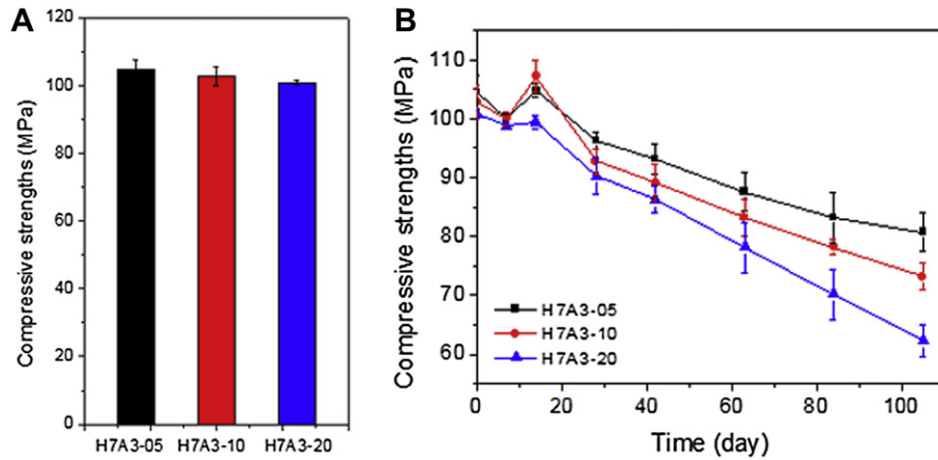 A
Compressive strengths (MPa)
120
100
80
60
40
20
0
H7A3-05 H7A3-10 H7A3-20
B
Compressive strengths (MPa)
110
100
90
80
70
60
H7A3-05
H7A3-10
H7A3-20
0 20 40 60 80 100
Time (day)